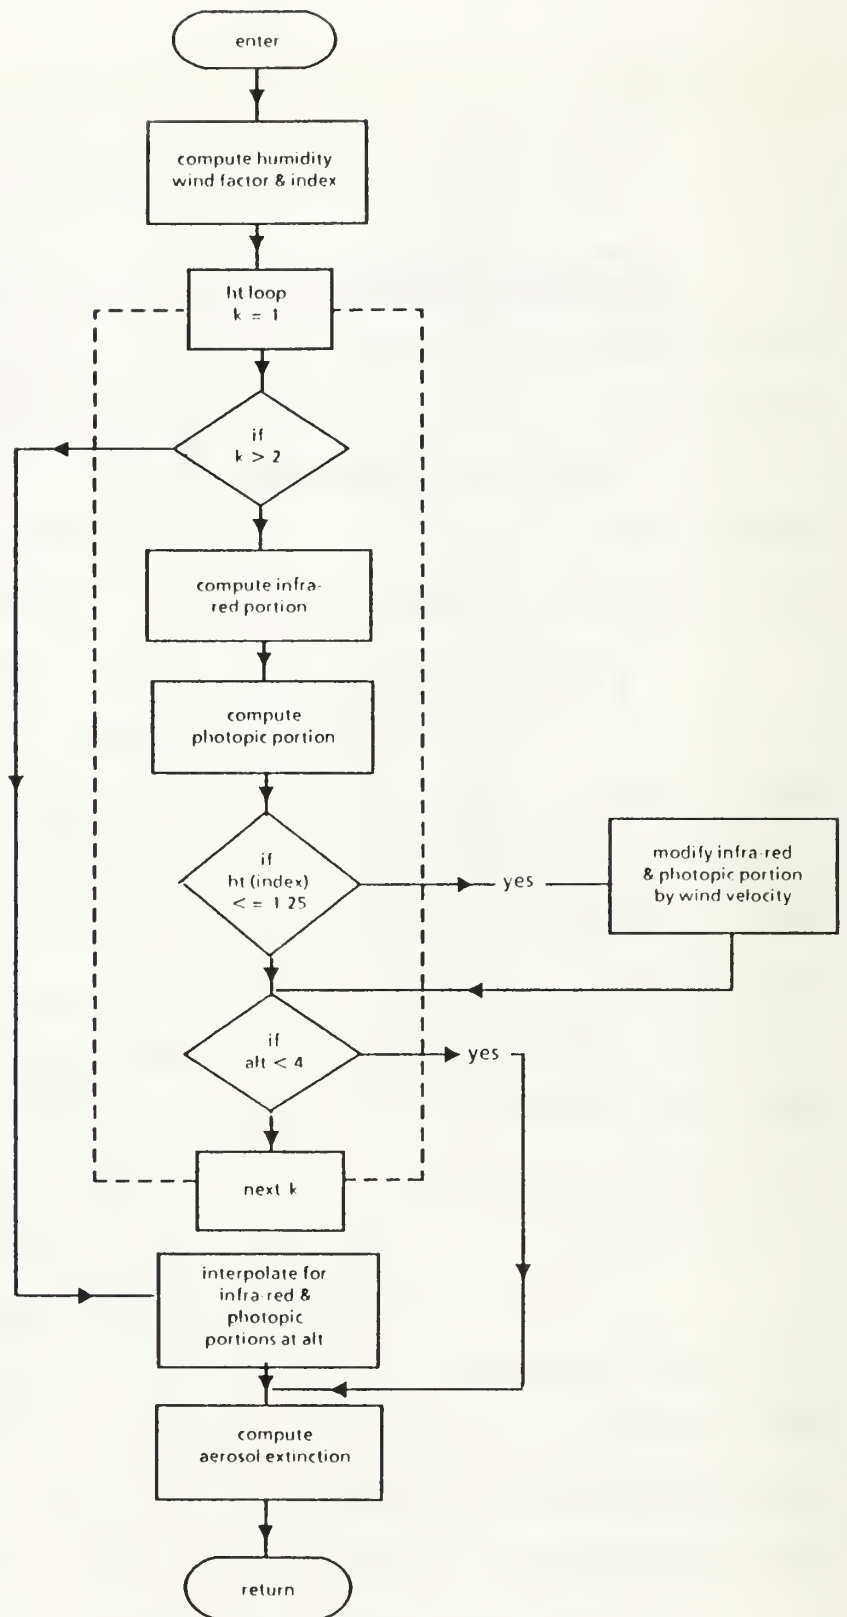 enter
compute humidity
wind factor & index
ht loop
k = 1
if
k > 2
compute infra-
red portion
compute
photopic portion
if
ht (index)
< = 1.25
yes
modify infra-red
& photopic portion
by wind velocity
if
alt < 4
yes
next k
interpolate for
infra-red &
photopic
portions at alt
compute
aerosol extinction
return